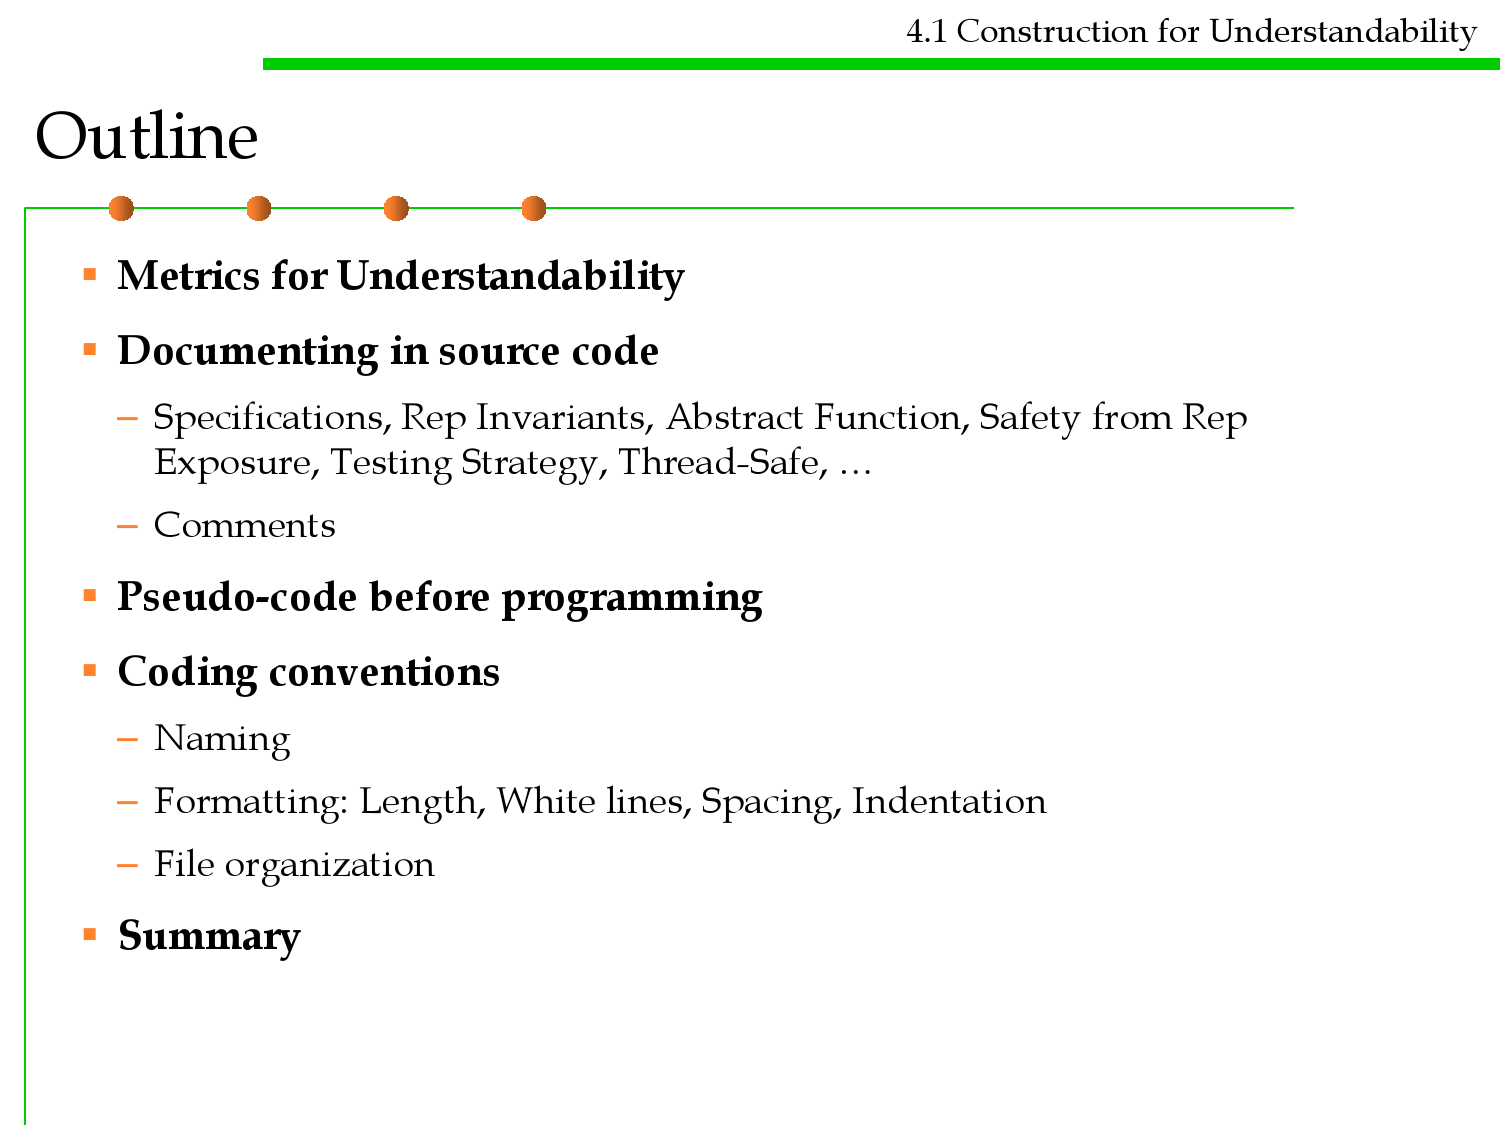 4.1 Construction for Understandability
Outline
▪ Metrics for Understandability
▪ Documenting in source code
– Specifications, Rep Invariants, Abstract Function, Safety from Rep
Exposure, Testing Strategy, Thread-Safe, …
– Comments
▪ Pseudo-code before programming
▪ Coding conventions
– Naming
– Formatting: Length, White lines, Spacing, Indentation
– File organization
▪ Summary